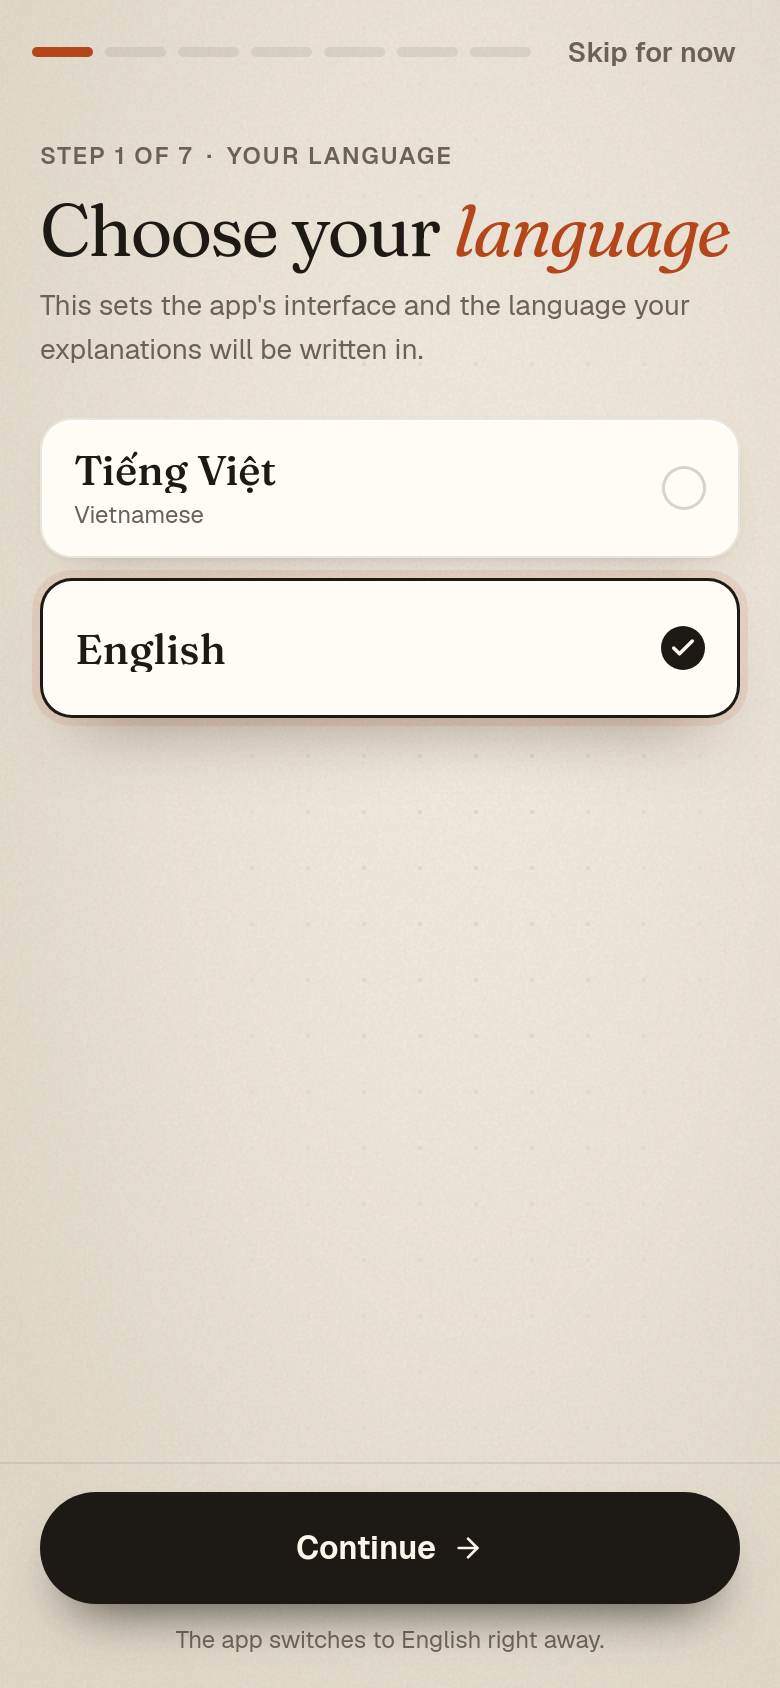 Skip for now
STEP 1 OF 7 · YOUR LANGUAGE
Choose your language
This sets the app's interface and the language your
explanations will be written in.
Tiếng Việt
Vietnamese
English
Continue →
The app switches to English right away.